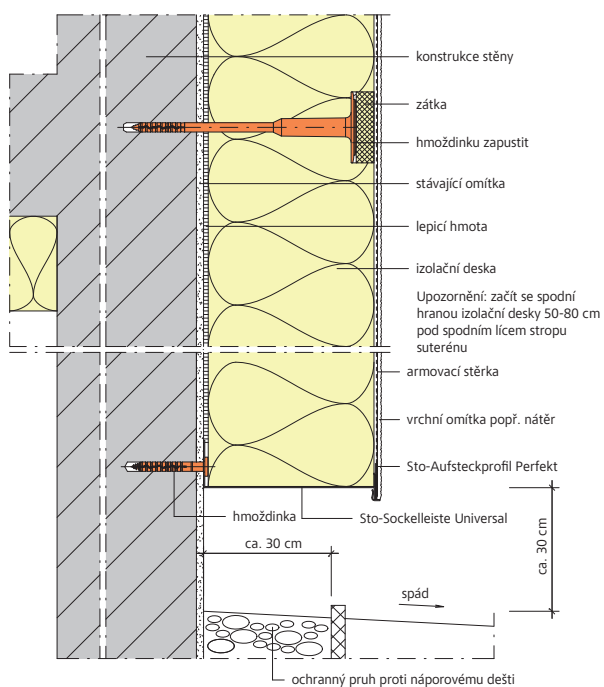 konstrukce stěny
zátka
hmoždinku zapustit
stávající omítka
lepicí hmota
izolační deska
Upozornění: začít se spodní
hranou izolační desky 50-80 cm
pod spodním lícem stropu
suterénu
armovací stěrka
vrchní omítka popř. nátěr
Sto-Aufsteckprofil Perfekt
hmoždinka
Sto-Sockelleiste Universal
ca. 30 cm
ca. 30 cm
spád
ochranný pruh proti náporovému dešti